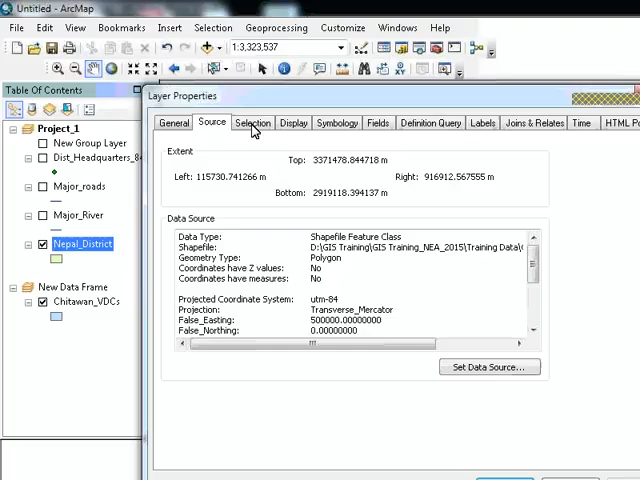 Untitled - ArcMap
File Edit View Bookmarks Insert Selection Geoprocessing Customize Windows Help
1:3,323,537
Table Of Contents
Layer Properties
General Source Selection Display Symbology Fields Definition Query Labels Joins & Relates Time HTML Po
Project_1
New Group Layer
Dist_Headquarters_84
Major_roads
Major_River
Nepal_District
New Data Frame
Chitawan_VDCs
Extent
Top: 3371478.844718 m
Left: 115730.741266 m Right: 916912.567555 m
Bottom: 2919118.394137 m
Data Source
Data Type: Shapefile Feature Class
Shapefile: D:\GIS Training\GIS Training_NEA_2015\Training Data\
Geometry Type: Polygon
Coordinates have Z values: No
Coordinates have measures: No
Projected Coordinate System: utm-84
Projection: Transverse_Mercator
False_Easting: 500000.00000000
False_Northing: 0.00000000
Set Data Source...